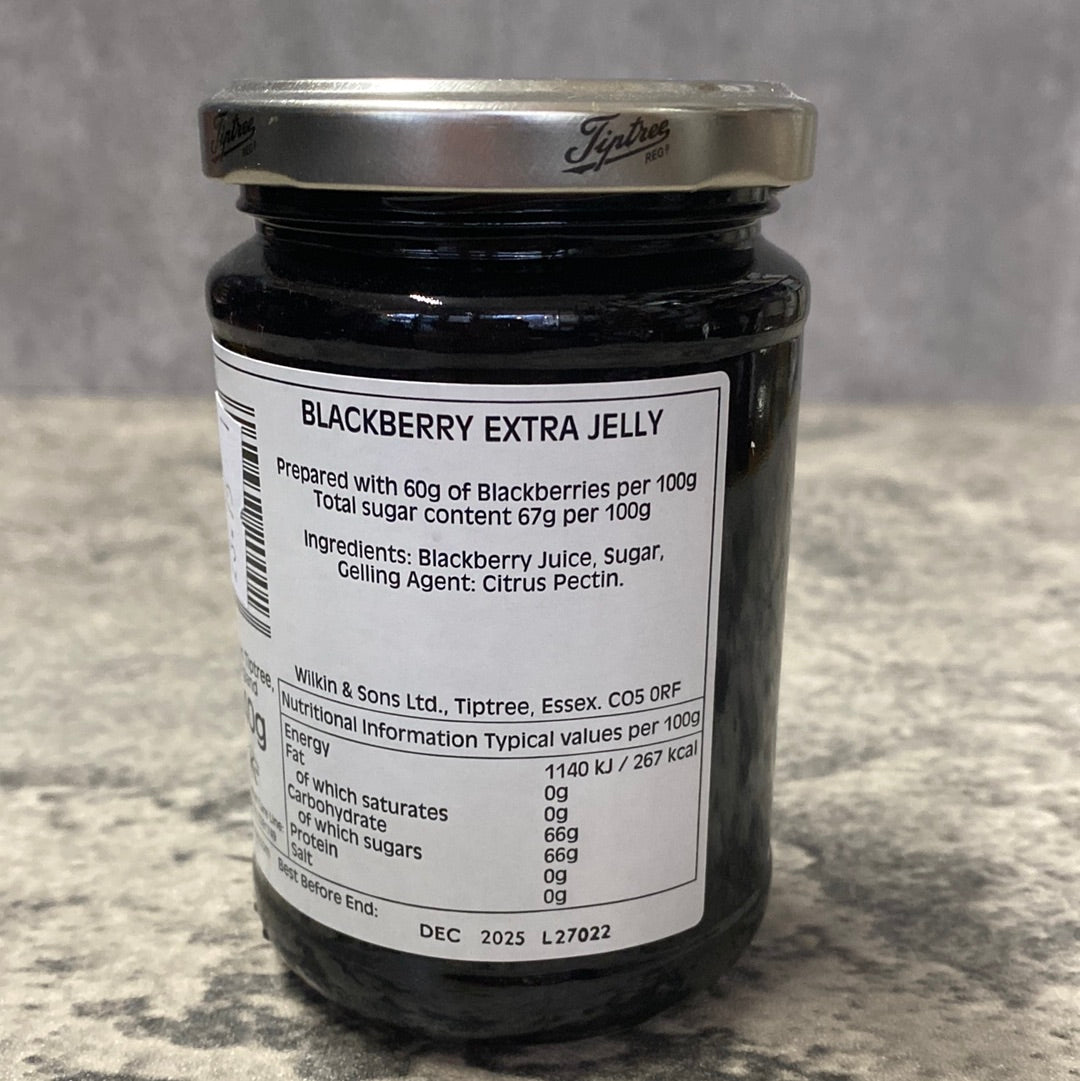 Tiptree
REGD
Tiptree
REGD
BLACKBERRY EXTRA JELLY
Prepared with 60g of Blackberries per 100g
Total sugar content 67g per 100g
Ingredients: Blackberry Juice, Sugar,
Gelling Agent: Citrus Pectin.
Tiptree,
Wilkin & Sons Ltd., Tiptree, Essex. CO5 0RF
Nutritional Information Typical values per 100g
Energy 1140 kJ / 267 kcal
Fat 0g
of which saturates 0g
Carbohydrate 66g
of which sugars 66g
Protein 0g
Salt 0g
Best Before End:
DEC 2025 L27022